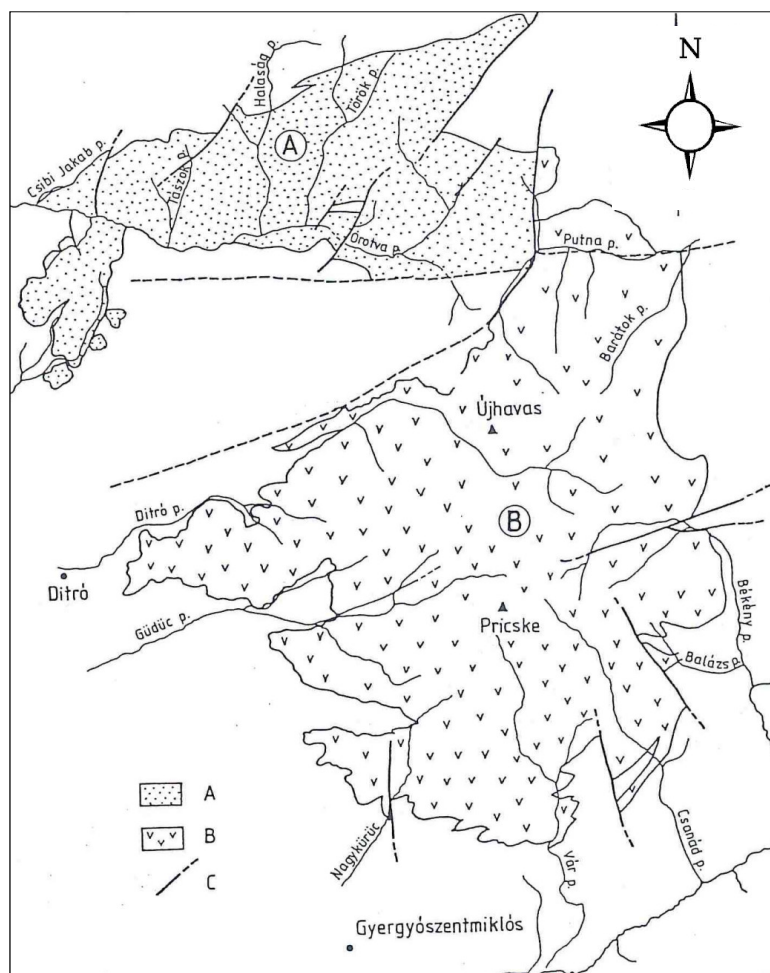 N
Halaság p.
Török p.
A
Csibi Jakab p.
Tászok p.
Orotva p.
Putna p.
Barátok p.
Újhavas
Ditró p.
B
Ditró
Güdüc p.
Pricske
Békény p.
Balázs p.
A
B
C
Nagykürüc
Vár p.
Csanád p.
Gyergyószentmiklós